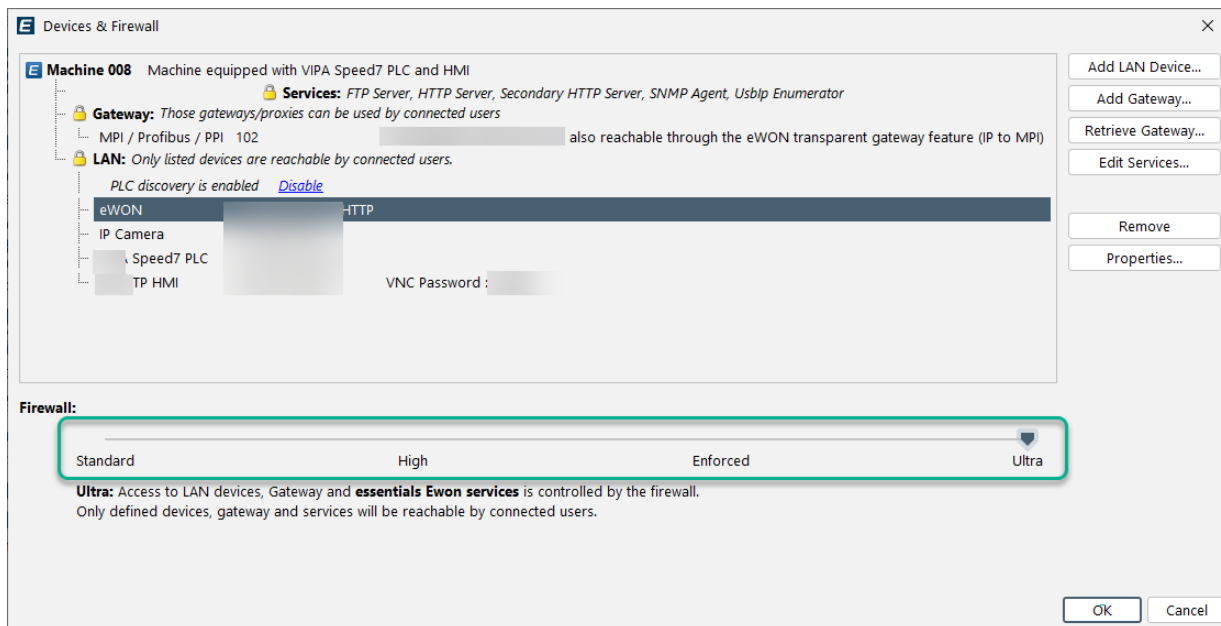 E Devices & Firewall
E Machine 008 Machine equipped with VIPA Speed7 PLC and HMI
Services: FTP Server, HTTP Server, Secondary HTTP Server, SNMP Agent, UsbIp Enumerator
Gateway: Those gateways/proxies can be used by connected users
MPI / Profibus / PPI 102 also reachable through the eWON transparent gateway feature (IP to MPI)
LAN: Only listed devices are reachable by connected users.
PLC discovery is enabled Disable
eWON HTTP
IP Camera
Speed7 PLC
TP HMI VNC Password :
Add LAN Device...
Add Gateway...
Retrieve Gateway...
Edit Services...
Remove
Properties...
Firewall:
Standard High Enforced Ultra
Ultra: Access to LAN devices, Gateway and essentials Ewon services is controlled by the firewall.
Only defined devices, gateway and services will be reachable by connected users.
OK Cancel